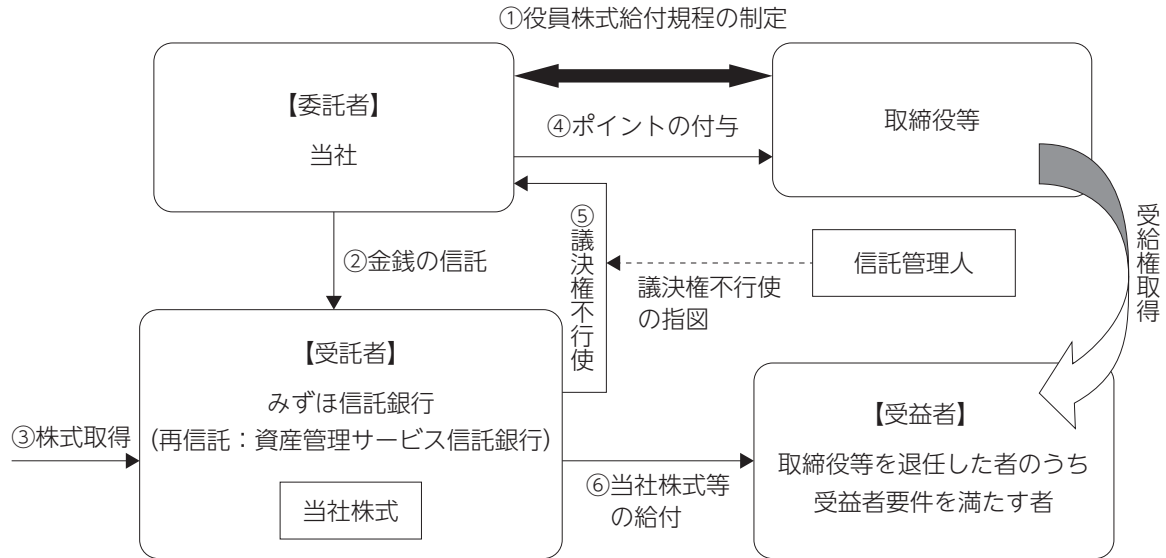 ①役員株式給付規程の制定
【委託者】
当社
④ポイントの付与
取締役等
②金銭の信託
⑤議決権不行使
議決権不行使
の指図
信託管理人
受給権取得
【受託者】
みずほ信託銀行
(再信託：資産管理サービス信託銀行)
当社株式
③株式取得
⑥当社株式等
の給付
【受益者】
取締役等を退任した者のうち
受益者要件を満たす者